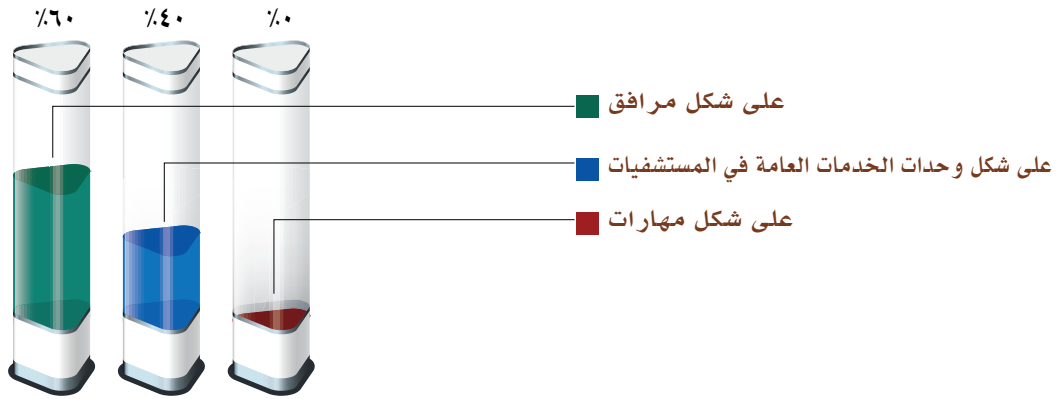 ٪٦٠ ٪٤٠ ٪٠
على شكل مرافق
على شكل وحدات الخدمات العامة في المستشفيات
على شكل مهارات